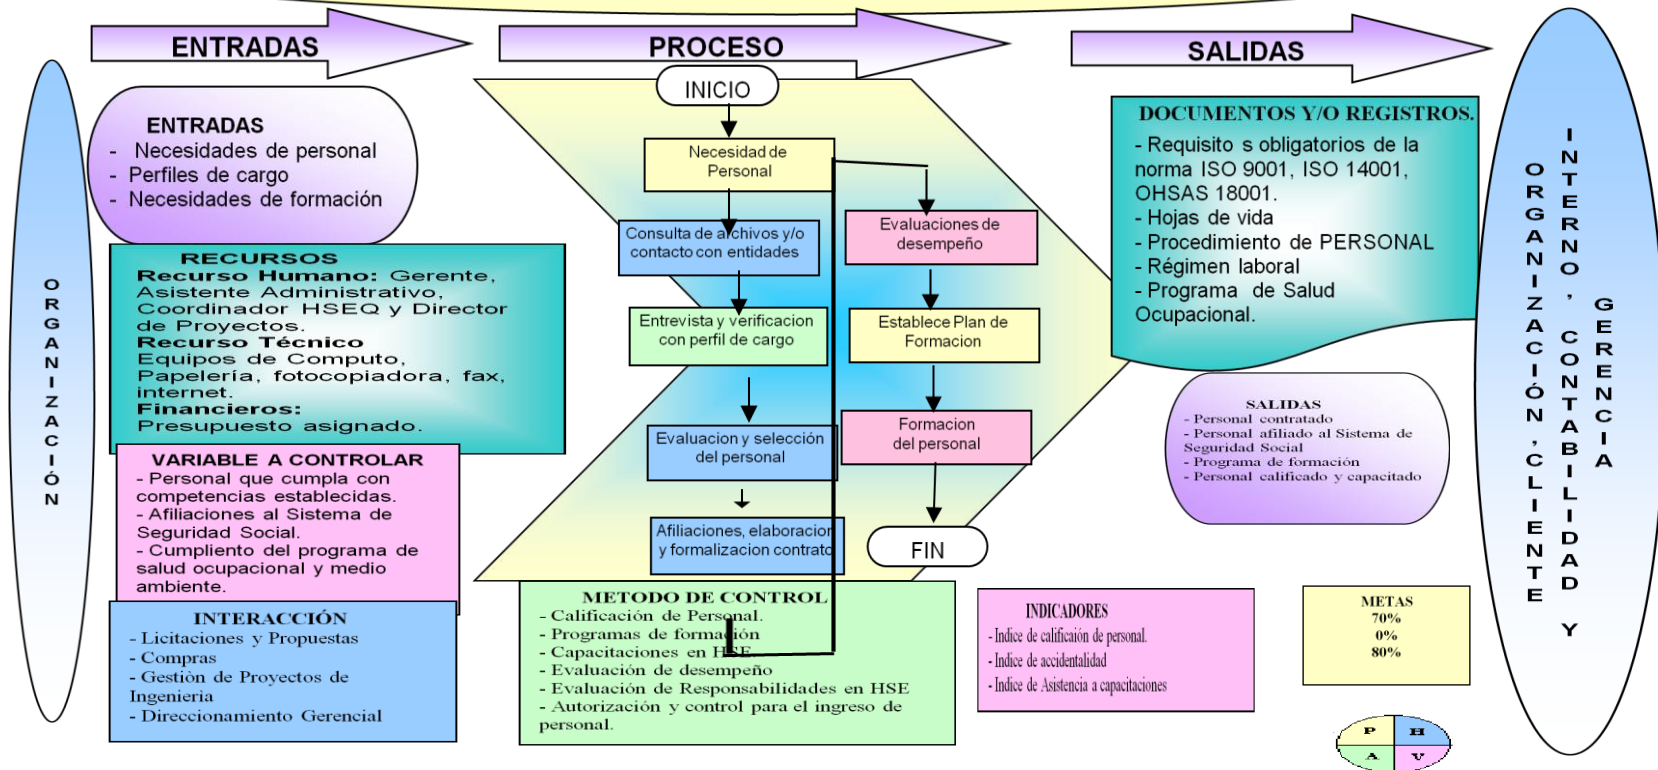 ENTRADAS
PROCESO
SALIDAS
ORGANIZACIÓN
ENTRADAS
- Necesidades de personal
- Perfiles de cargo
- Necesidades de formación
RECURSOS
Recurso Humano: Gerente,
Asistente Administrativo,
Coordinador HSEQ y Director
de Proyectos.
Recurso Técnico
Equipos de Computo,
Papelería, fotocopiadora, fax,
internet.
Financieros:
Presupuesto asignado.
VARIABLE A CONTROLAR
- Personal que cumpla con
competencias establecidas.
- Afiliaciones al Sistema de
Seguridad Social.
- Cumpliento del programa de
salud ocupacional y medio
ambiente.
INTERACCIÓN
- Licitaciones y Propuestas
- Compras
- Gestiòn de Proyectos de
Ingenieria
- Direccionamiento Gerencial
INICIO
Necesidad de
Personal
Consulta de archivos y/o
contacto con entidades
Entrevista y verificacion
con perfil de cargo
Evaluacion y selección
del personal
Afiliaciones, elaboracion
y formalizacion contrato
Evaluaciones de
desempeño
Establece Plan de
Formacion
Formacion
del personal
FIN
METODO DE CONTROL
- Calificación de Personal.
- Programas de formación
- Capacitaciones en HSE.
- Evaluación de desempeño
- Evaluación de Responsabilidades en HSE
- Autorización y control para el ingreso de
personal.
DOCUMENTOS Y/O REGISTROS.
- Requisito s obligatorios de la
norma ISO 9001, ISO 14001,
OHSAS 18001.
- Hojas de vida
- Procedimiento de PERSONAL
- Régimen laboral
- Programa de Salud
Ocupacional.
SALIDAS
- Personal contratado
- Personal afiliado al Sistema de
Seguridad Social
- Programa de formación
- Personal calificado y capacitado
INDICADORES
- Indice de calificaión de personal.
- Indice de accidentalidad
- Indice de Asistencia a capacitaciones
METAS
70%
0%
80%
P H
A V
ORGANIZACIÓN ,CLIENTE
INTERNO, CONTABILIDAD Y
GERENCIA